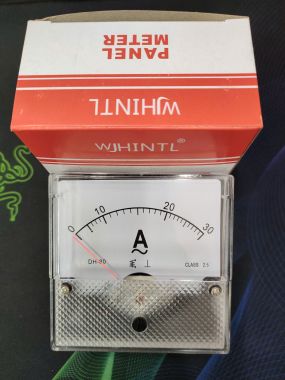 PANEL
METER
WJHINTL
WJHINTL®
0 10 20 30
A
~
DH-80
CLASS 2.5